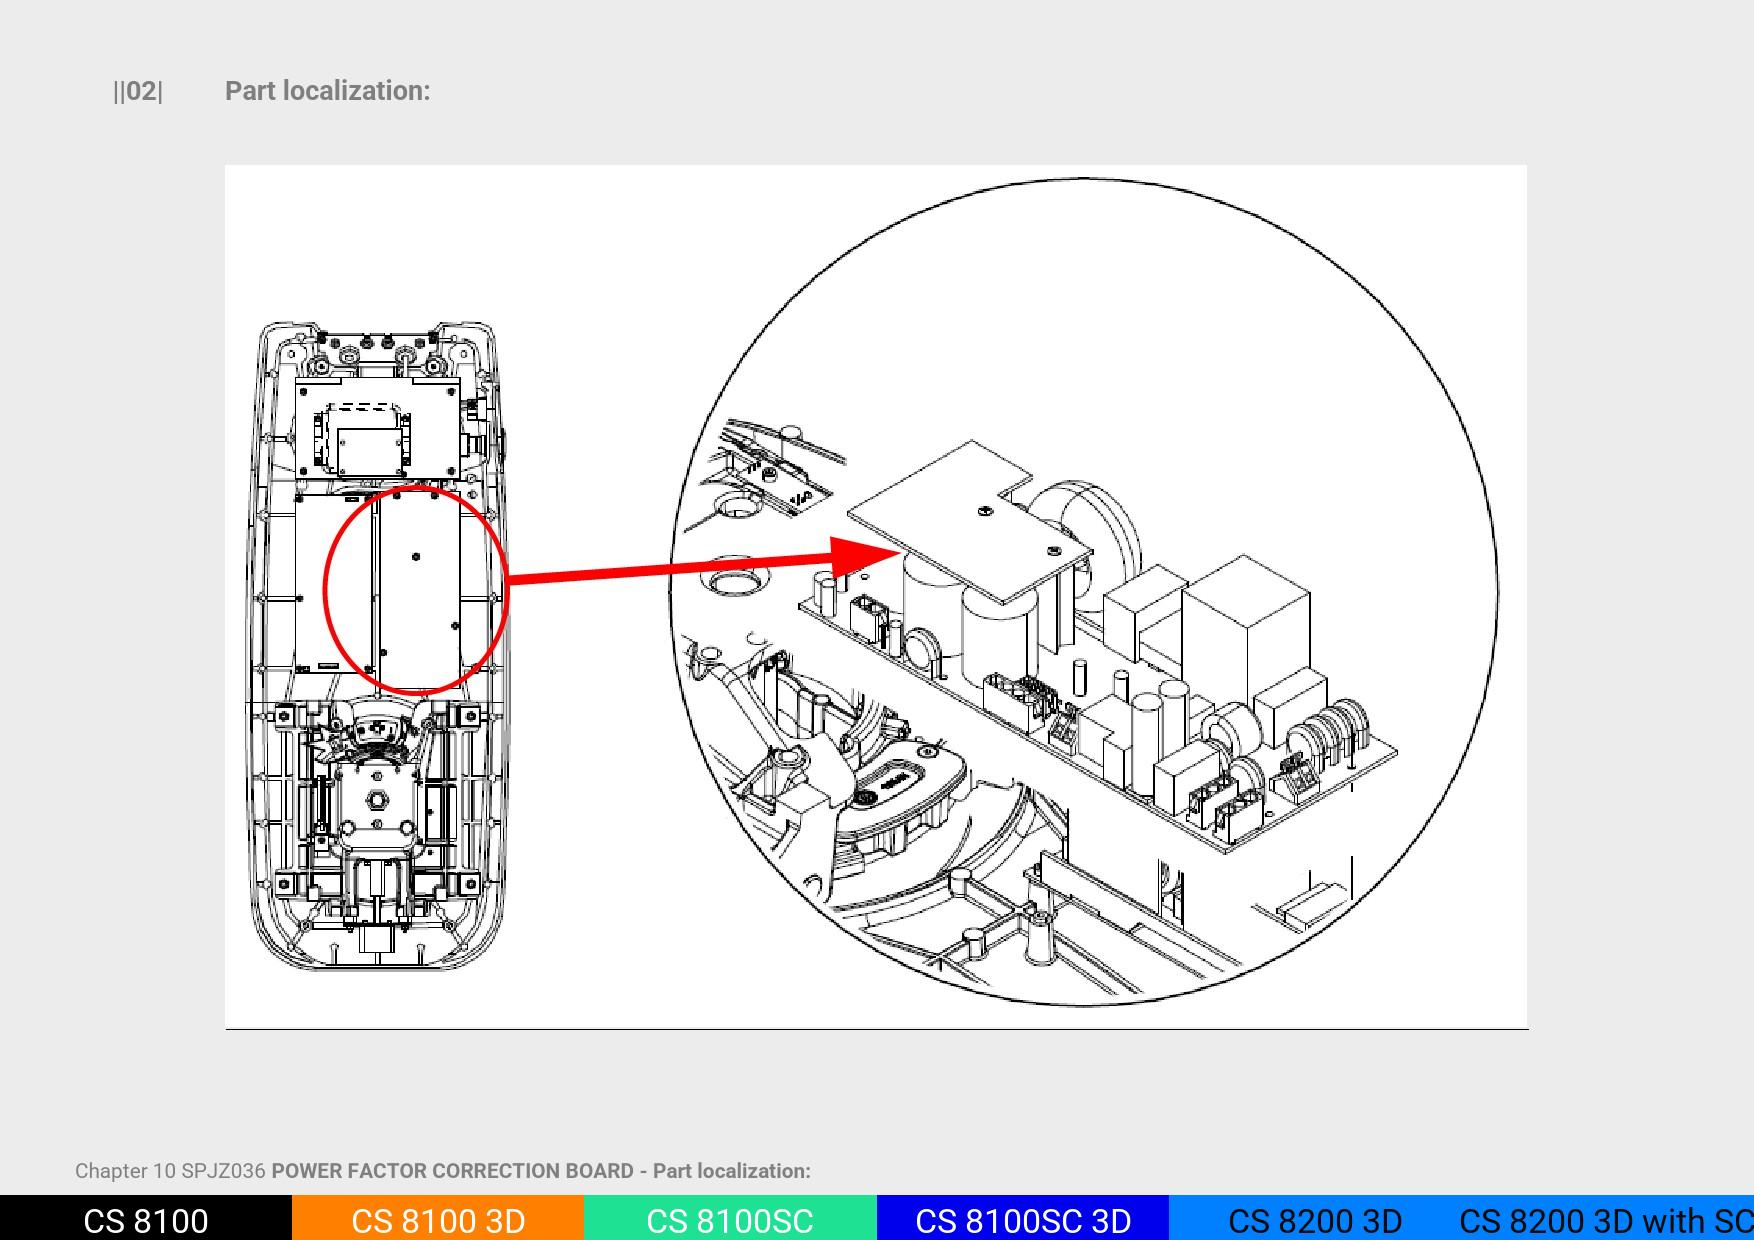 ||02| Part localization:
Chapter 10 SPJZ036 POWER FACTOR CORRECTION BOARD - Part localization:
CS 8100 CS 8100 3D CS 8100SC CS 8100SC 3D CS 8200 3D CS 8200 3D with SC